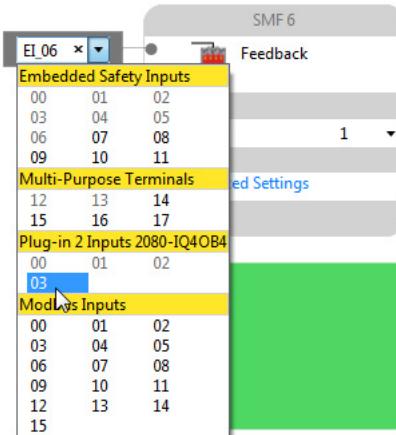 SMF 6
EI_06 × ▼
Feedback
Embedded Safety Inputs
00 01 02
03 04 05
06 07 08
09 10 11
1 ▼
Multi-Purpose Terminals
12 13 14
15 16 17
ed Settings
Plug-in 2 Inputs 2080-IQ4OB4
00 01 02
03
Modbus Inputs
00 01 02
03 04 05
06 07 08
09 10 11
12 13 14
15